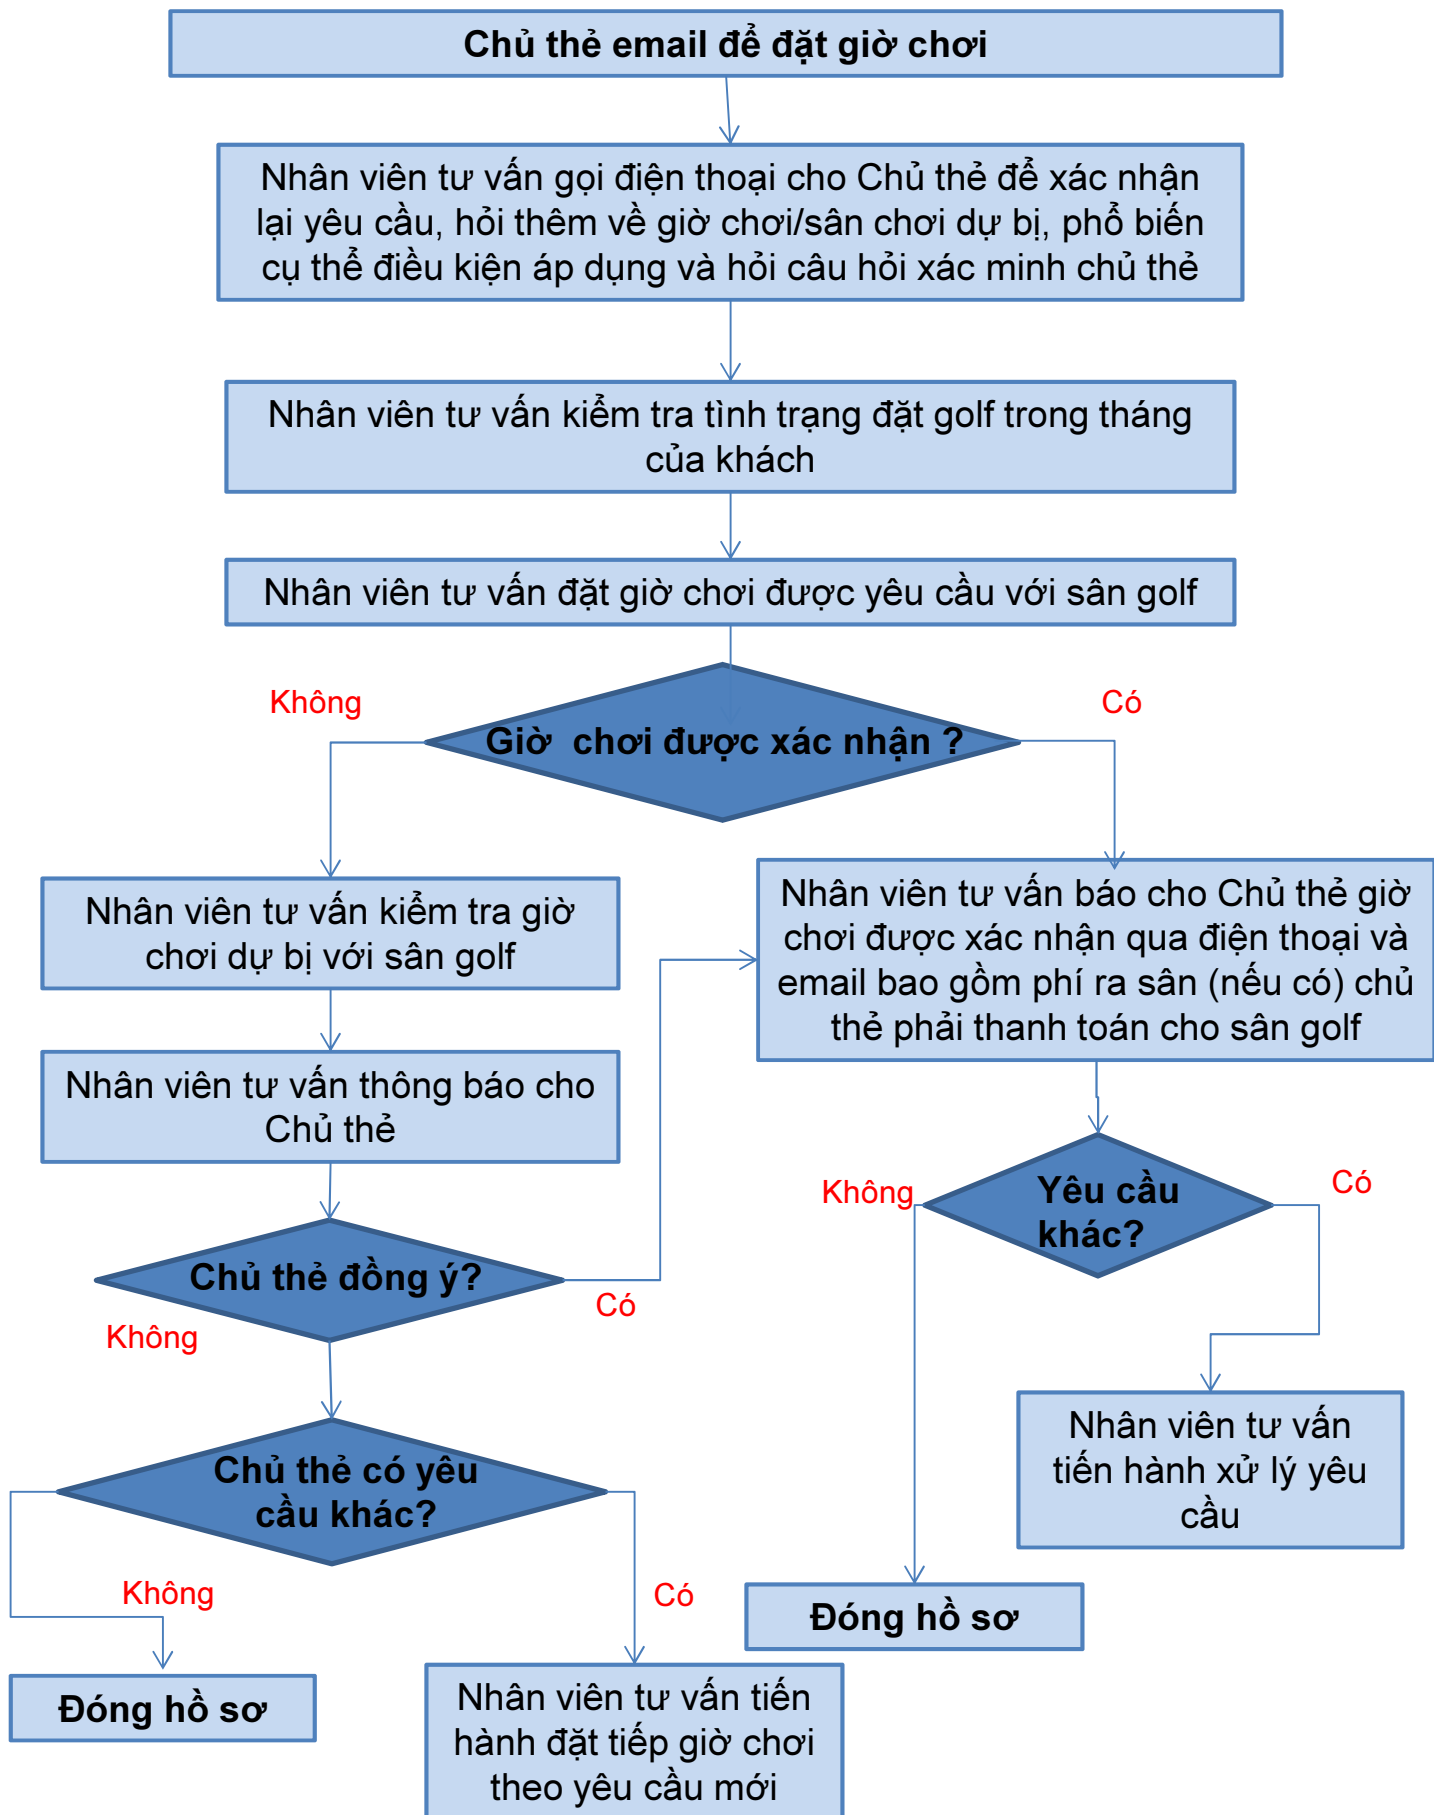 Chủ thẻ email để đặt giờ chơi
Nhân viên tư vấn gọi điện thoại cho Chủ thẻ để xác nhận
lại yêu cầu, hỏi thêm về giờ chơi/sân chơi dự bị, phổ biến
cụ thể điều kiện áp dụng và hỏi câu hỏi xác minh chủ thẻ
Nhân viên tư vấn kiểm tra tình trạng đặt golf trong tháng
của khách
Nhân viên tư vấn đặt giờ chơi được yêu cầu với sân golf
Không
Có
Giờ  chơi được xác nhận ?
Nhân viên tư vấn kiểm tra giờ
chơi dự bị với sân golf
Nhân viên tư vấn báo cho Chủ thẻ giờ
chơi được xác nhận qua điện thoại và
email bao gồm phí ra sân (nếu có) chủ
thẻ phải thanh toán cho sân golf
Nhân viên tư vấn thông báo cho
Chủ thẻ
Không
Yêu cầu
khác?
Có
Chủ thẻ đồng ý?
Có
Không
Nhân viên tư vấn
tiến hành xử lý yêu
cầu
Chủ thẻ có yêu
cầu khác?
Không
Có
Đóng hồ sơ
Đóng hồ sơ
Nhân viên tư vấn tiến
hành đặt tiếp giờ chơi
theo yêu cầu mới